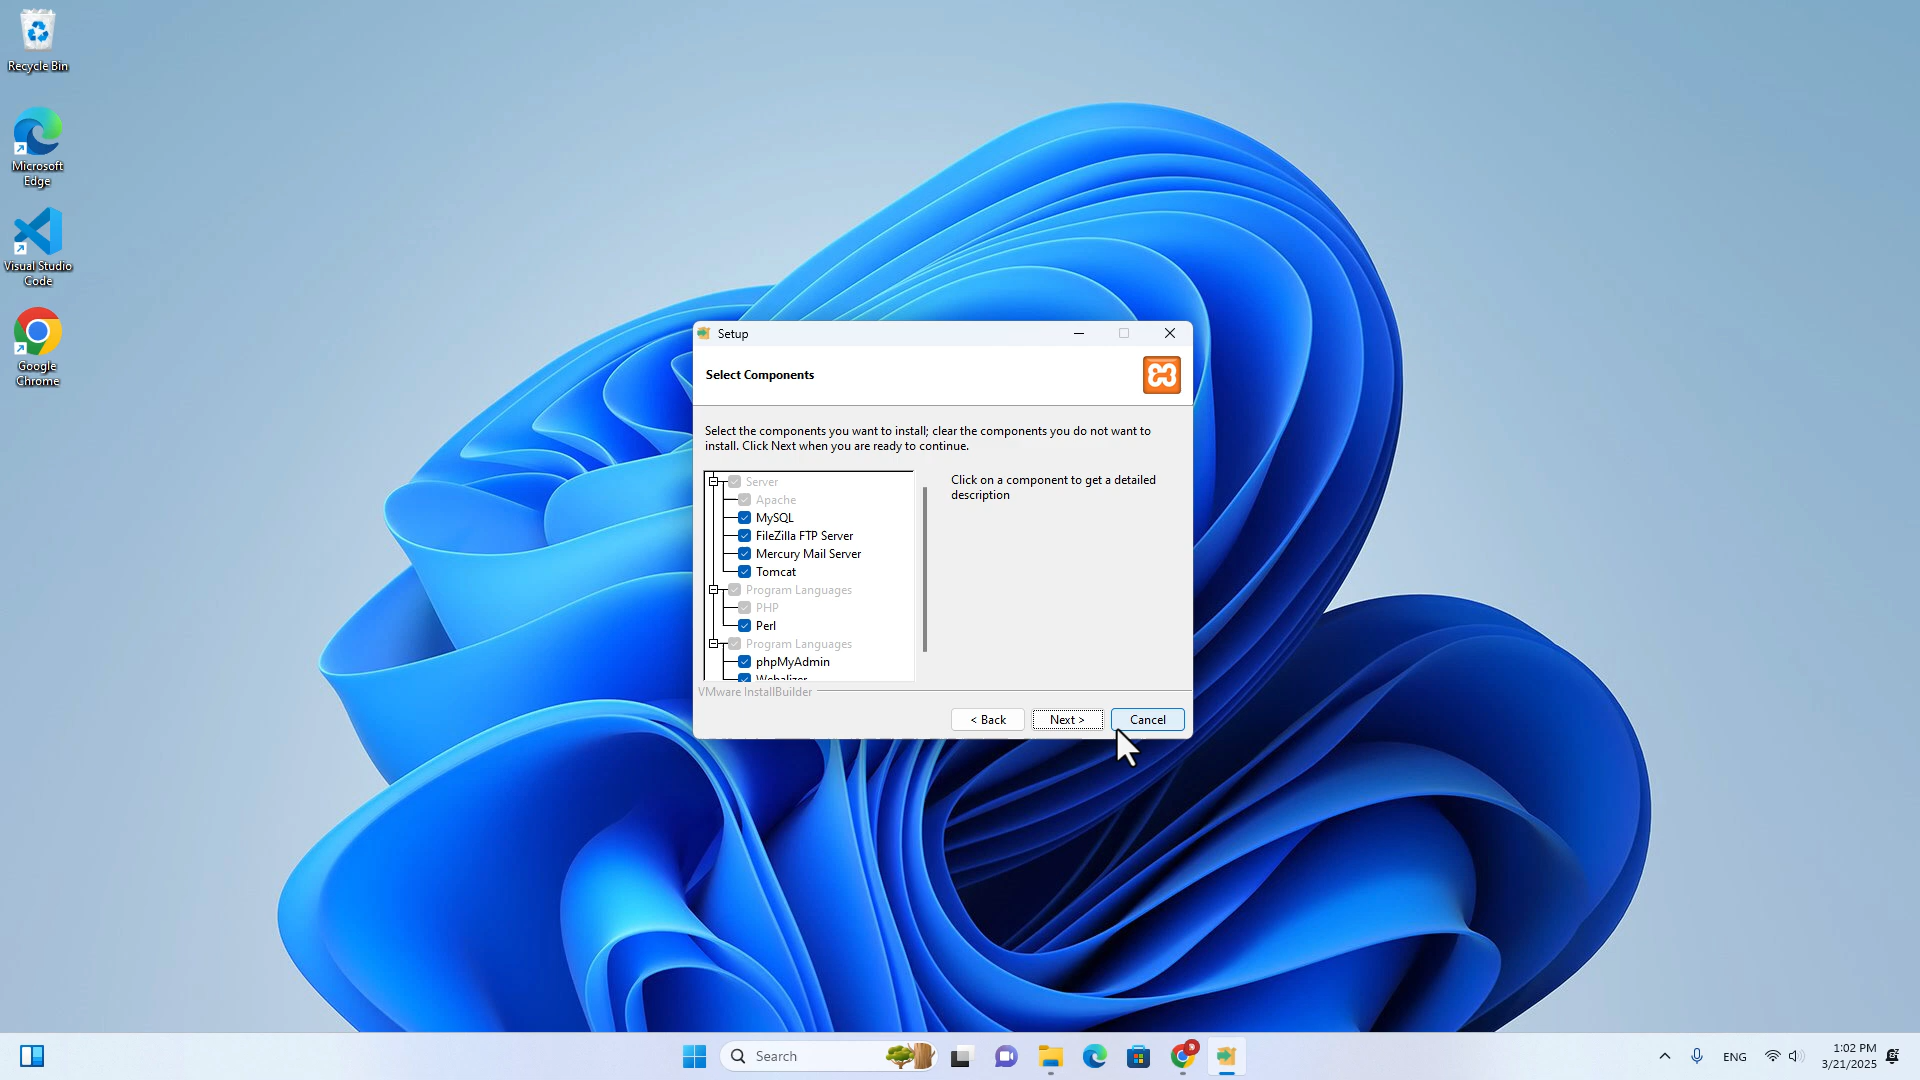 Recycle Bin
Microsoft
Edge
Visual Studio
Code
Google
Chrome
Setup
Select Components
Select the components you want to install; clear the components you do not want to
install. Click Next when you are ready to continue.
Server
Apache
MySQL
FileZilla FTP Server
Mercury Mail Server
Tomcat
Program Languages
PHP
Perl
Program Languages
phpMyAdmin
Webalizer
Click on a component to get a detailed
description
VMware InstallBuilder
< Back
Next >
Cancel
Search
ENG
1:02 PM
3/21/2025